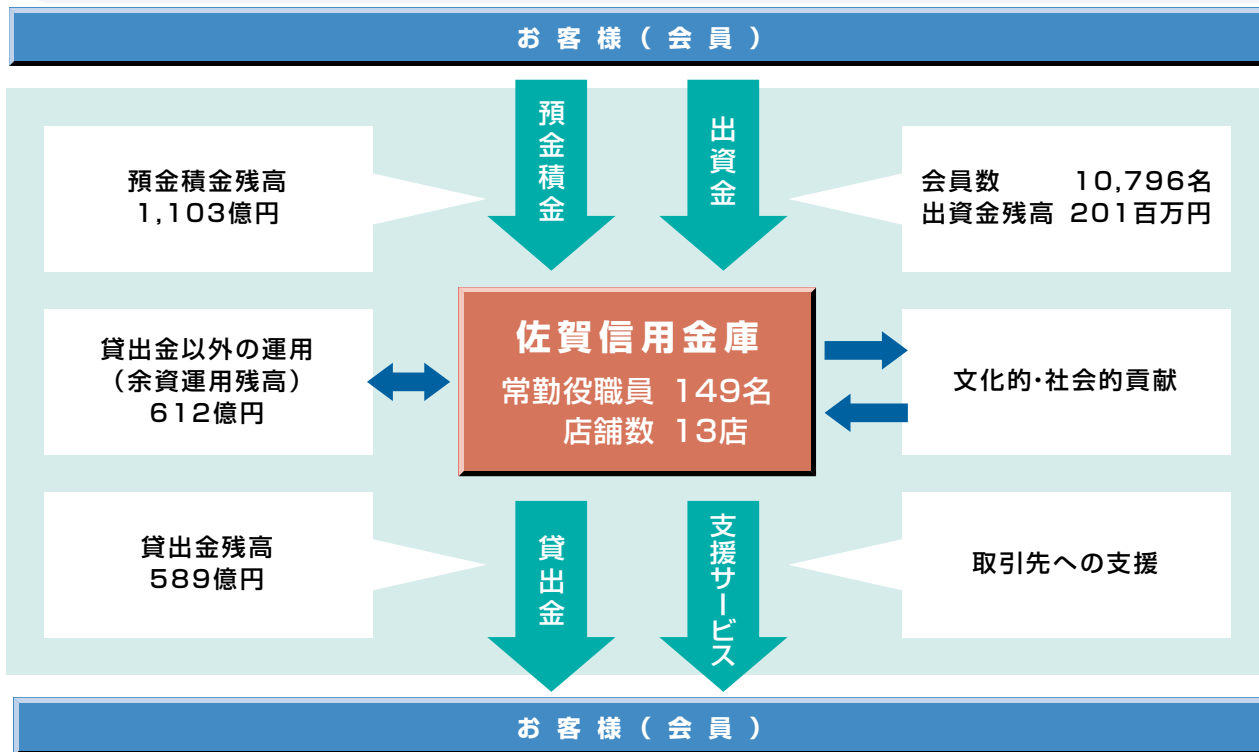 お客様(会員)
預金積金
出資金
預金積金残高
1,103億円
会員数 10,796名
出資金残高 201百万円
貸出金以外の運用
(余資運用残高)
612億円
佐賀信用金庫
常勤役職員 149名
店舗数 13店
文化的・社会的貢献
貸出金残高
589億円
貸出金
支援サービス
取引先への支援
お客様(会員)